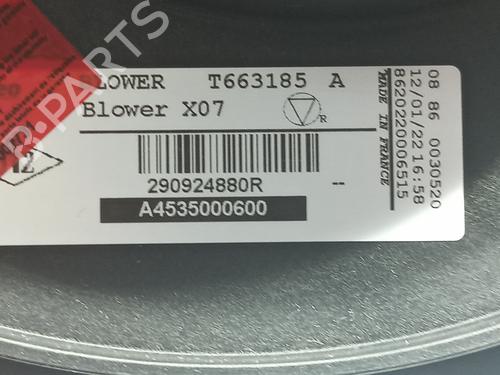 LOWER T663185 A
Blower X07
R
290924880R --
A4535000600
08 86 0030520
12/01/22 16:58
8620220006515
MADE IN FRANCE
B-PARTS